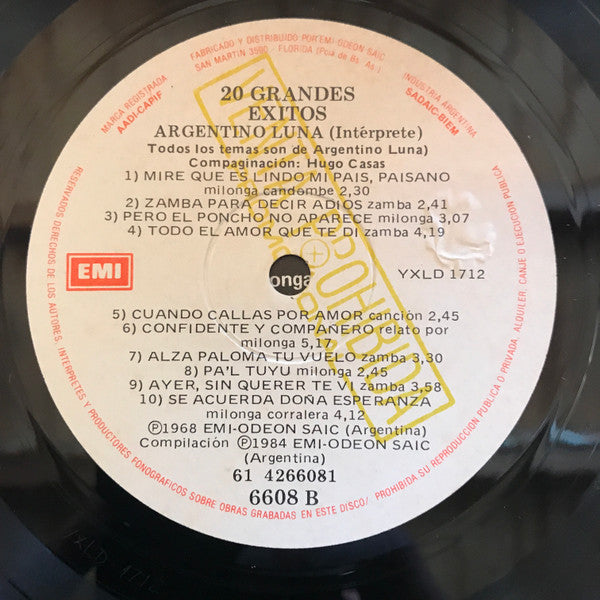 FABRICADO Y DISTRIBUIDO POR EMI-ODEON SAIC
SAN MARTIN 3590 - FLORIDA (Pcia. de Bs. As.)
MARCA REGISTRADA
AADI-CAPIF
INDUSTRIA ARGENTINA
SADAIC-BIEM
20 GRANDES
EXITOS
ARGENTINO LUNA (Intérprete)
Todos los temas son de Argentino Luna)
Compaginación: Hugo Casas
1) MIRE QUE ES LINDO MI PAIS, PAISANO
milonga candombe 2,30
2) ZAMBA PARA DECIR ADIOS zamba 2,41
3) PERO EL PONCHO NO APARECE milonga 3,07
4) TODO EL AMOR QUE TE DI zamba 4,19
EMI
onga
YXLD 1712
5) CUANDO CALLAS POR AMOR canción 2,45
6) CONFIDENTE Y COMPAÑERO relato por
milonga 5,17
7) ALZA PALOMA TU VUELO zamba 3,30
8) PA'L TUYU milonga 2,45
9) AYER, SIN QUERER TE VI zamba 3,58
10) SE ACUERDA DOÑA ESPERANZA
milonga corralera 4,12
Ⓟ1968 EMI-ODEON SAIC (Argentina)
Compilación Ⓟ1984 EMI-ODEON SAIC
(Argentina)
61 4266081
6608 B
RESERVADOS DERECHOS DE LOS AUTORES, INTERPRETES Y PRODUCTORES FONOGRAFICOS SOBRE OBRAS GRABADAS EN ESTE DISCO/ PROHIBIDA SU REPRODUCCION PUBLICA O PRIVADA, ALQUILER, CANJE O EJECUCION PUBLICA
VENTA PROHIBIDA
YXLD 1712